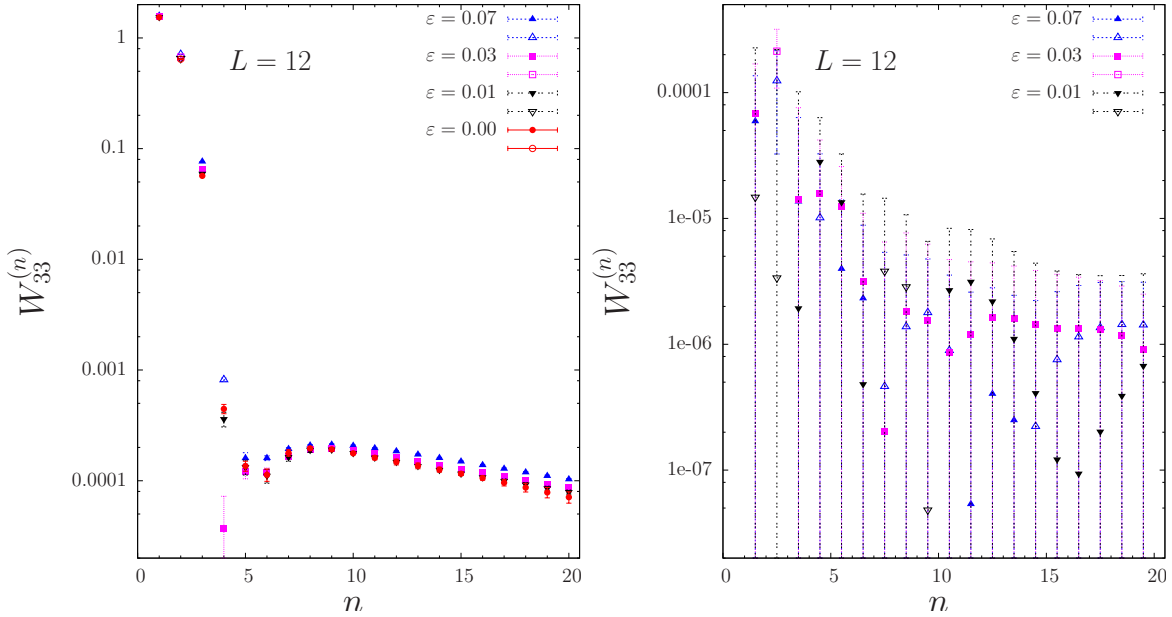 1
0.1
0.01
0.001
0.0001
W_{33}^{(n)}
L = 12
ε = 0.07
ε = 0.03
ε = 0.01
ε = 0.00
0 5 10 15 20
n
0.0001
1e-05
1e-06
1e-07
W_{33}^{(n)}
L = 12
ε = 0.07
ε = 0.03
ε = 0.01
0 5 10 15 20
n